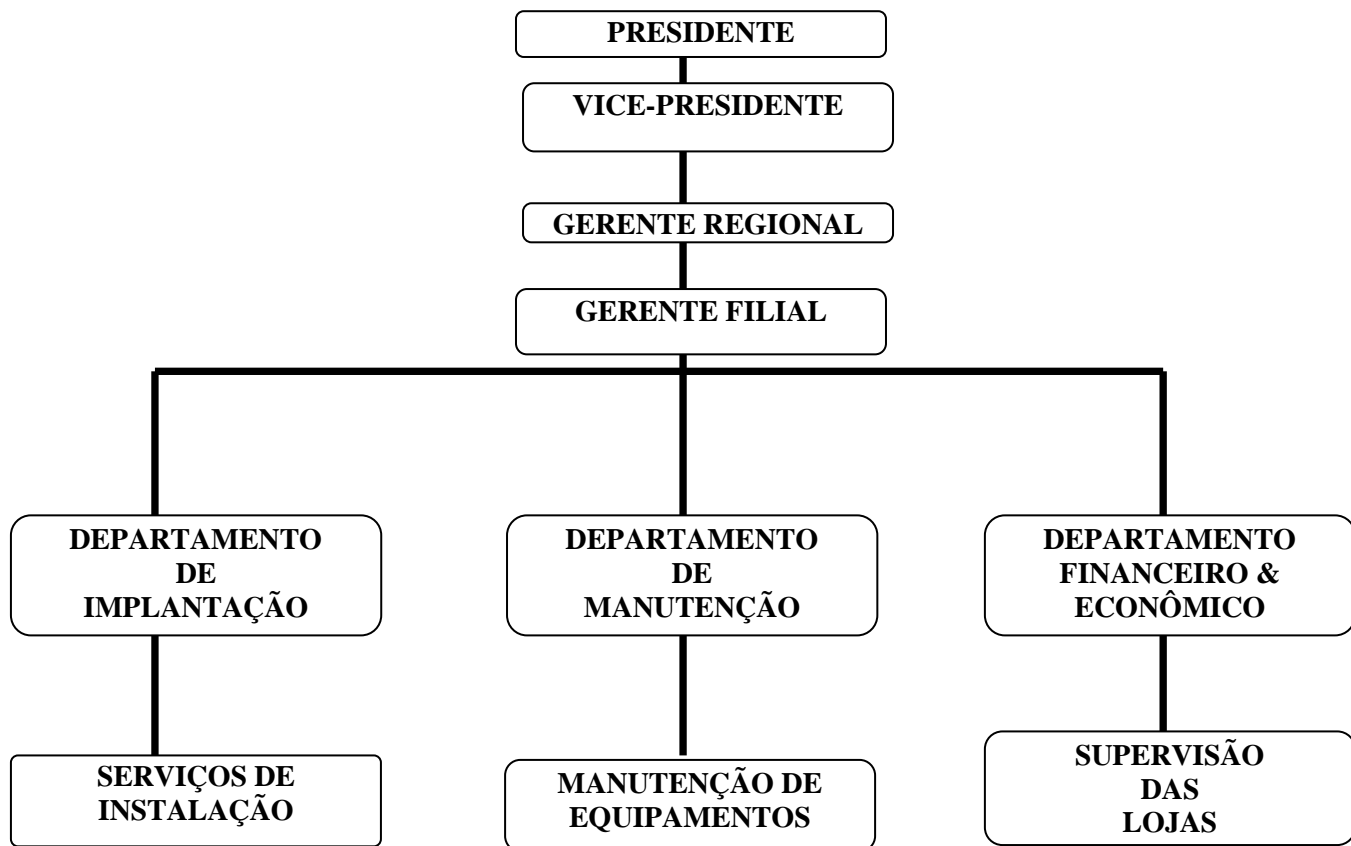 PRESIDENTE
VICE-PRESIDENTE
GERENTE REGIONAL
GERENTE FILIAL
DEPARTAMENTO
DE
IMPLANTAÇÃO
DEPARTAMENTO
DE
MANUTENÇÃO
DEPARTAMENTO
FINANCEIRO &
ECONÔMICO
SERVIÇOS DE
INSTALAÇÃO
MANUTENÇÃO DE
EQUIPAMENTOS
SUPERVISÃO
DAS
LOJAS